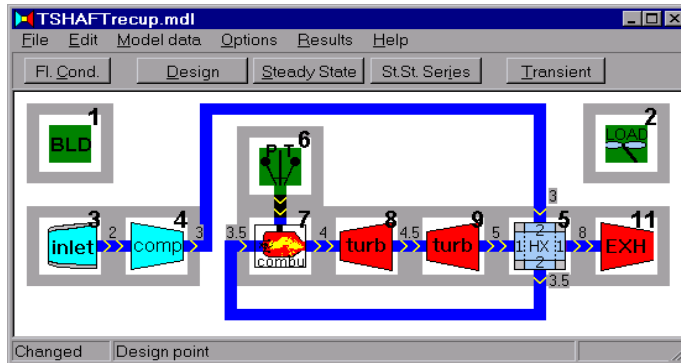 TSHAFTrecup.mdl
File Edit Model data Options Results Help
Fl. Cond. Design Steady State St.St. Series Transient
1 BLD
2 LOAD
6 P T
3 inlet
2
4 comp
3
3.5
7 combu
4
8 turb
4.5
9 turb
5
3
5 2 1 HX 1 2
8
11 EXH
3.5
Changed Design point